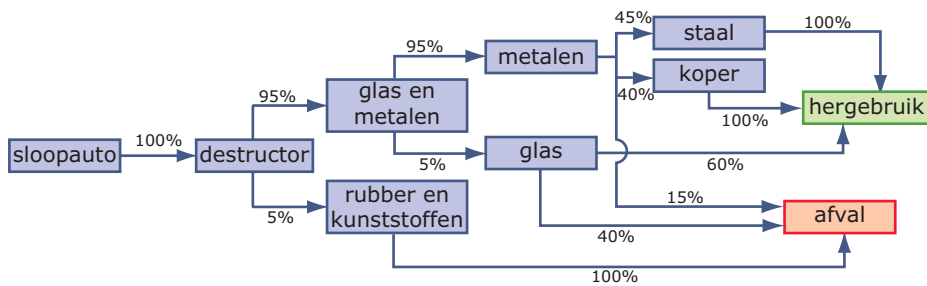 45%
staal
100%
95%
metalen
koper
40%
95%
glas en
metalen
100%
hergebruik
100%
sloopauto
destructor
5%
glas
60%
5%
rubber en
kunststoffen
15%
afval
40%
100%